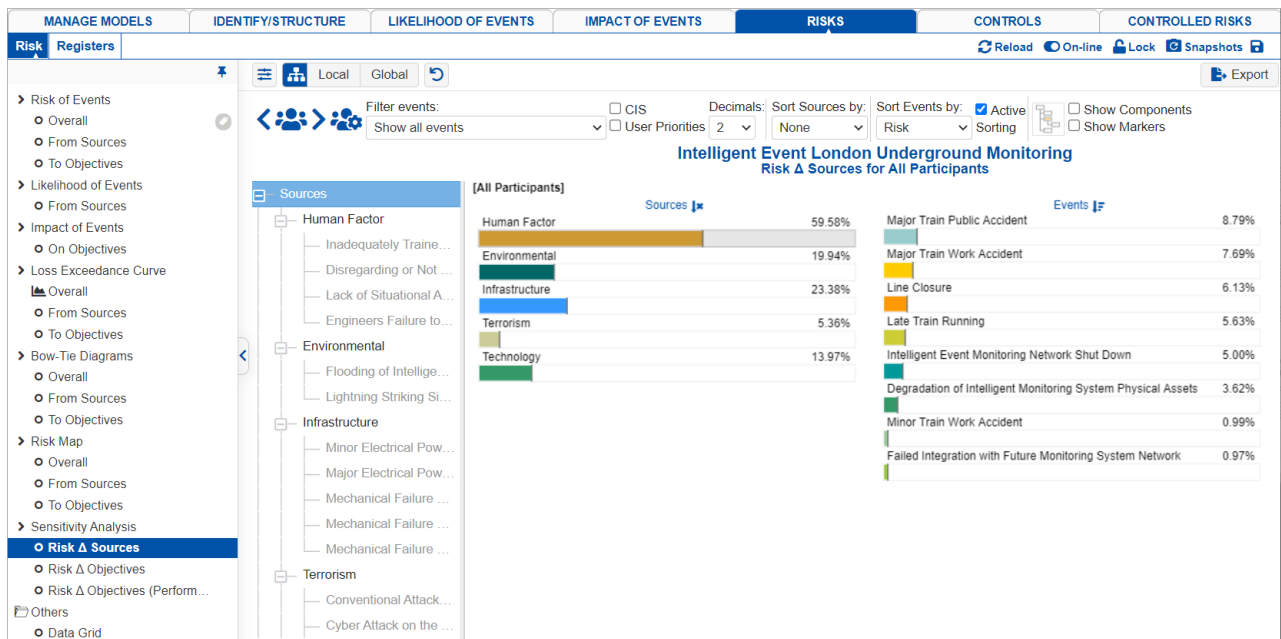 MANAGE MODELS IDENTIFY/STRUCTURE LIKELIHOOD OF EVENTS IMPACT OF EVENTS RISKS CONTROLS CONTROLLED RISKS
Risk Registers Reload On-line Lock Snapshots
Local Global Export
Risk of Events
Overall
From Sources
To Objectives
Likelihood of Events
From Sources
Impact of Events
On Objectives
Loss Exceedance Curve
Overall
From Sources
To Objectives
Bow-Tie Diagrams
Overall
From Sources
To Objectives
Risk Map
Overall
From Sources
To Objectives
Sensitivity Analysis
Risk Δ Sources
Risk Δ Objectives
Risk Δ Objectives (Perform...
Others
Data Grid
Filter events:
Show all events
CIS
User Priorities
Decimals:
2
Sort Sources by:
None
Sort Events by:
Risk
Active
Sorting
Show Components
Show Markers
Intelligent Event London Underground Monitoring
Risk Δ Sources for All Participants
Sources
Human Factor
Inadequately Traine...
Disregarding or Not ...
Lack of Situational A...
Engineers Failure to...
Environmental
Flooding of Intellige...
Lightning Striking Si...
Infrastructure
Minor Electrical Pow...
Major Electrical Pow...
Mechanical Failure ...
Mechanical Failure ...
Mechanical Failure ...
Terrorism
Conventional Attack...
Cyber Attack on the ...
[All Participants]
Sources
Human Factor 59.58%
Environmental 19.94%
Infrastructure 23.38%
Terrorism 5.36%
Technology 13.97%
Events
Major Train Public Accident 8.79%
Major Train Work Accident 7.69%
Line Closure 6.13%
Late Train Running 5.63%
Intelligent Event Monitoring Network Shut Down 5.00%
Degradation of Intelligent Monitoring System Physical Assets 3.62%
Minor Train Work Accident 0.99%
Failed Integration with Future Monitoring System Network 0.97%